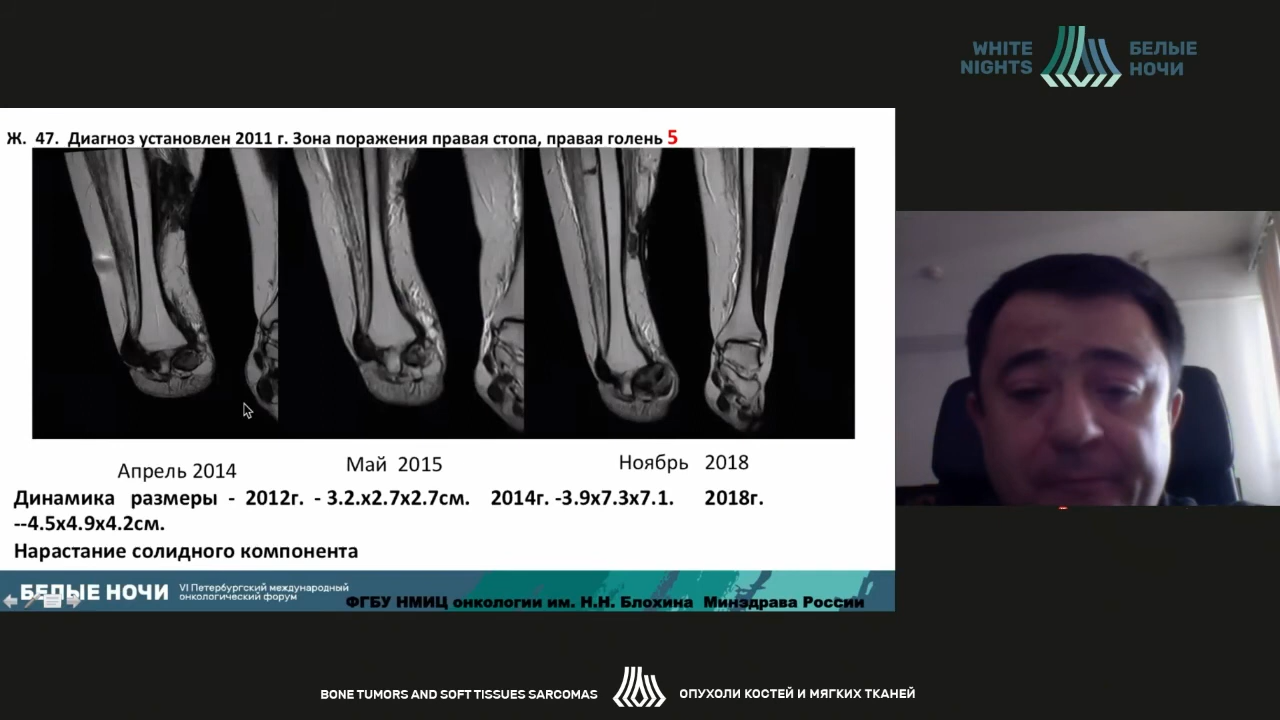 WHITE
NIGHTS
БЕЛЫЕ
НОЧИ
Ж. 47. Диагноз установлен 2011 г. Зона поражения правая стопа, правая голень 5
Апрель 2014
Май 2015
Ноябрь 2018
Динамика размеры - 2012г. - 3.2.х2.7х2.7см. 2014г. -3.9х7.3х7.1. 2018г.
--4.5х4.9х4.2см.
Нарастание солидного компонента
БЕЛЫЕ НОЧИ
VI Петербургский международный
онкологический форум
ФГБУ НМИЦ онкологии им. Н.Н. Блохина Минздрава России
BONE TUMORS AND SOFT TISSUES SARCOMAS
ОПУХОЛИ КОСТЕЙ И МЯГКИХ ТКАНЕЙ